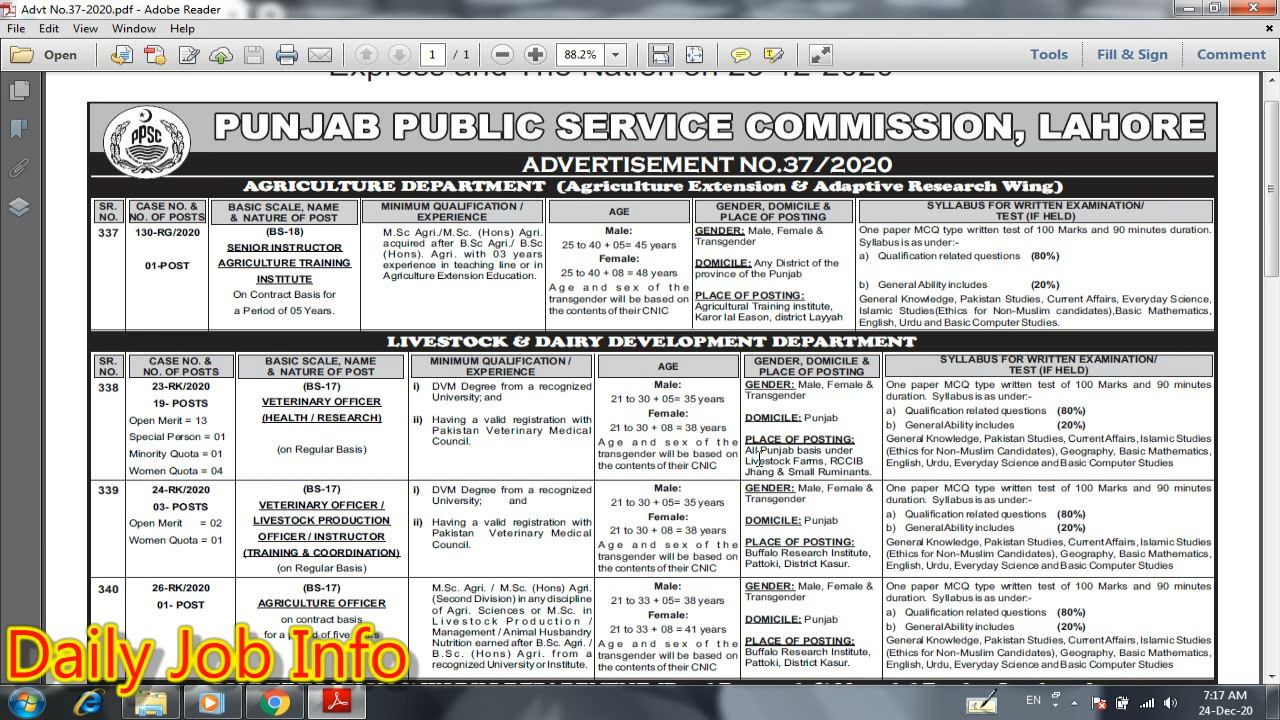 Advt No.37-2020.pdf - Adobe Reader
File Edit View Window Help
Open 1 / 1 88.2% Tools Fill & Sign Comment
Express and The Nation on
PPSC
PUNJAB PUBLIC SERVICE COMMISSION, LAHORE
ADVERTISEMENT NO.37/2020
AGRICULTURE DEPARTMENT (Agriculture Extension & Adaptive Research Wing)
SR. NO.
CASE NO. & NO. OF POSTS
BASIC SCALE, NAME & NATURE OF POST
MINIMUM QUALIFICATION / EXPERIENCE
AGE
GENDER, DOMICILE & PLACE OF POSTING
SYLLABUS FOR WRITTEN EXAMINATION/ TEST (IF HELD)
337
130-RG/2020
01-POST
(BS-18)
SENIOR INSTRUCTOR
AGRICULTURE TRAINING
INSTITUTE
On Contract Basis for
a Period of 05 Years.
M.Sc Agri./M.Sc. (Hons) Agri.
acquired after B.Sc Agri./ B.Sc
(Hons). Agri. with 03 years
experience in teaching line or in
Agriculture Extension Education.
Male:
25 to 40 + 05= 45 years
Female:
25 to 40 + 08 = 48 years
Age and sex of the
transgender will be based on
the contents of their CNIC
GENDER: Male, Female &
Transgender
DOMICILE: Any District of the
province of the Punjab
PLACE OF POSTING:
Agricultural Training institute,
Karor lal Eason, district Layyah
One paper MCQ type written test of 100 Marks and 90 minutes duration.
Syllabus is as under:-
a) Qualification related questions (80%)
b) General Ability includes (20%)
General Knowledge, Pakistan Studies, Current Affairs, Everyday Science,
Islamic Studies(Ethics for Non-Muslim candidates),Basic Mathematics,
English, Urdu and Basic Computer Studies.
LIVESTOCK & DAIRY DEVELOPMENT DEPARTMENT
SR. NO.
CASE NO. & NO. OF POSTS
BASIC SCALE, NAME & NATURE OF POST
MINIMUM QUALIFICATION / EXPERIENCE
AGE
GENDER, DOMICILE & PLACE OF POSTING
SYLLABUS FOR WRITTEN EXAMINATION/ TEST (IF HELD)
338
23-RK/2020
19- POSTS
Open Merit = 13
Special Person = 01
Minority Quota = 01
Women Quota = 04
(BS-17)
VETERINARY OFFICER
(HEALTH / RESEARCH)
(on Regular Basis)
i) DVM Degree from a recognized
University; and
ii) Having a valid registration with
Pakistan Veterinary Medical
Council.
Male:
21 to 30 + 05= 35 years
Female:
21 to 30 + 08 = 38 years
Age and sex of the
transgender will be based on
the contents of their CNIC
GENDER: Male, Female &
Transgender
DOMICILE: Punjab
PLACE OF POSTING:
All Punjab basis under
Livestock Farms, RCCIB
Jhang & Small Ruminants.
One paper MCQ type written test of 100 Marks and 90 minutes
duration. Syllabus is as under:-
a) Qualification related questions (80%)
b) General Ability includes (20%)
General Knowledge, Pakistan Studies, Current Affairs, Islamic Studies
(Ethics for Non-Muslim Candidates), Geography, Basic Mathematics,
English, Urdu, Everyday Science and Basic Computer Studies
339
24-RK/2020
03- POSTS
Open Merit = 02
Women Quota = 01
(BS-17)
VETERINARY OFFICER /
LIVESTOCK PRODUCTION
OFFICER / INSTRUCTOR
(TRAINING & COORDINATION)
(on Regular Basis)
i) DVM Degree from a recognized
University; and
ii) Having a valid registration with
Pakistan Veterinary Medical
Council.
Male:
21 to 30 + 05= 35 years
Female:
21 to 30 + 08 = 38 years
Age and sex of the
transgender will be based on
the contents of their CNIC
GENDER: Male, Female &
Transgender
DOMICILE: Punjab
PLACE OF POSTING:
Buffalo Research Institute,
Pattoki, District Kasur.
One paper MCQ type written test of 100 Marks and 90 minutes
duration. Syllabus is as under:-
a) Qualification related questions (80%)
b) General Ability includes (20%)
General Knowledge, Pakistan Studies, Current Affairs, Islamic Studies
(Ethics for Non-Muslim Candidates), Geography, Basic Mathematics,
English, Urdu, Everyday Science and Basic Computer Studies
340
26-RK/2020
01- POST
(BS-17)
AGRICULTURE OFFICER
on contract basis
for a period of five years
M.Sc. Agri. / M.Sc. (Hons) Agri.
(Second Division) in any discipline
of Agri. Sciences or M.Sc. in
Livestock Production /
Management / Animal Husbandry
/Nutrition earned after B.Sc. Agri. /
B.Sc. (Hons) Agri. from a
recognized University or Institute.
Male:
21 to 33 + 05= 38 years
Female:
21 to 33 + 08 = 41 years
Age and sex of the
transgender will be based on
the contents of their CNIC
GENDER: Male, Female &
Transgender
DOMICILE: Punjab
PLACE OF POSTING:
Buffalo Research Institute,
Pattoki, District Kasur.
One paper MCQ type written test of 100 Marks and 90 minutes
duration. Syllabus is as under:-
a) Qualification related questions (80%)
b) General Ability includes (20%)
General Knowledge, Pakistan Studies, Current Affairs, Islamic Studies
(Ethics for Non-Muslim Candidates), Geography, Basic Mathematics,
English, Urdu, Everyday Science and Basic Computer Studies
Daily Job Info
EN
7:17 AM
24-Dec-20